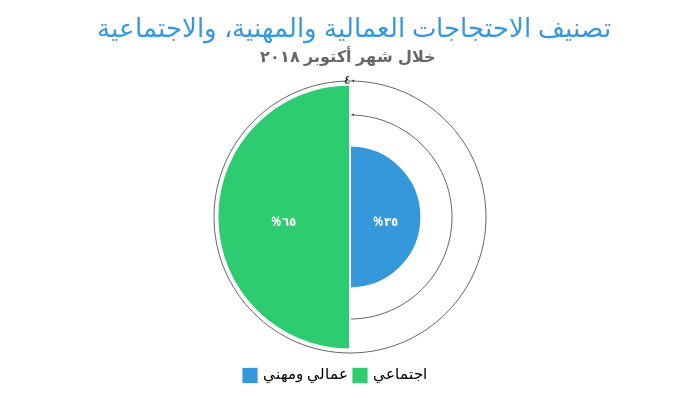 تصنيف الاحتجاجات العمالية والمهنية، والاجتماعية
خلال شهر أكتوبر ٢٠١٨
٤٠
٦٥%
٣٥%
اجتماعي
عمالي ومهني